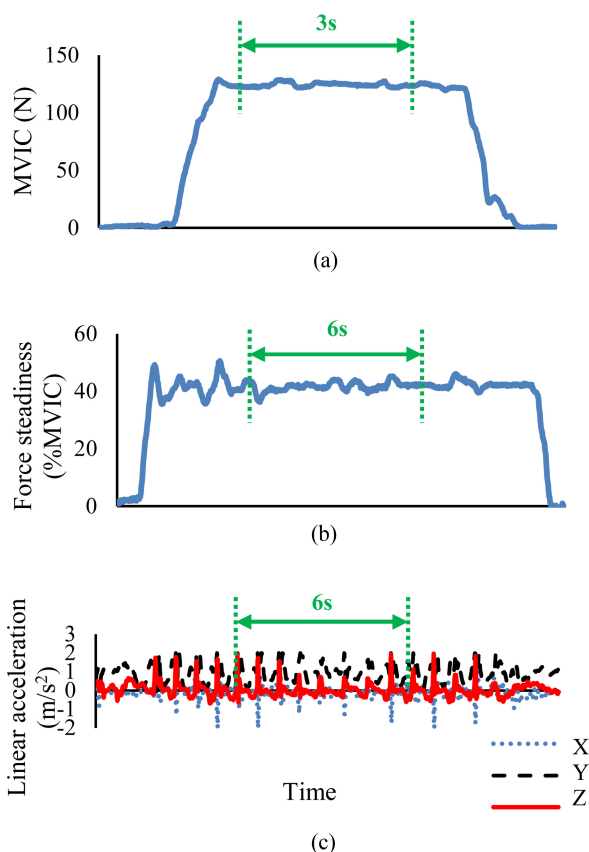 3s
150
100
50
0
MVIC (N)
(a)
6s
60
40
20
0
Force steadiness
(%MVIC)
(b)
6s
3
2
1
0
-1
-2
Linear acceleration
(m/s²)
X
Y
Z
Time
(c)